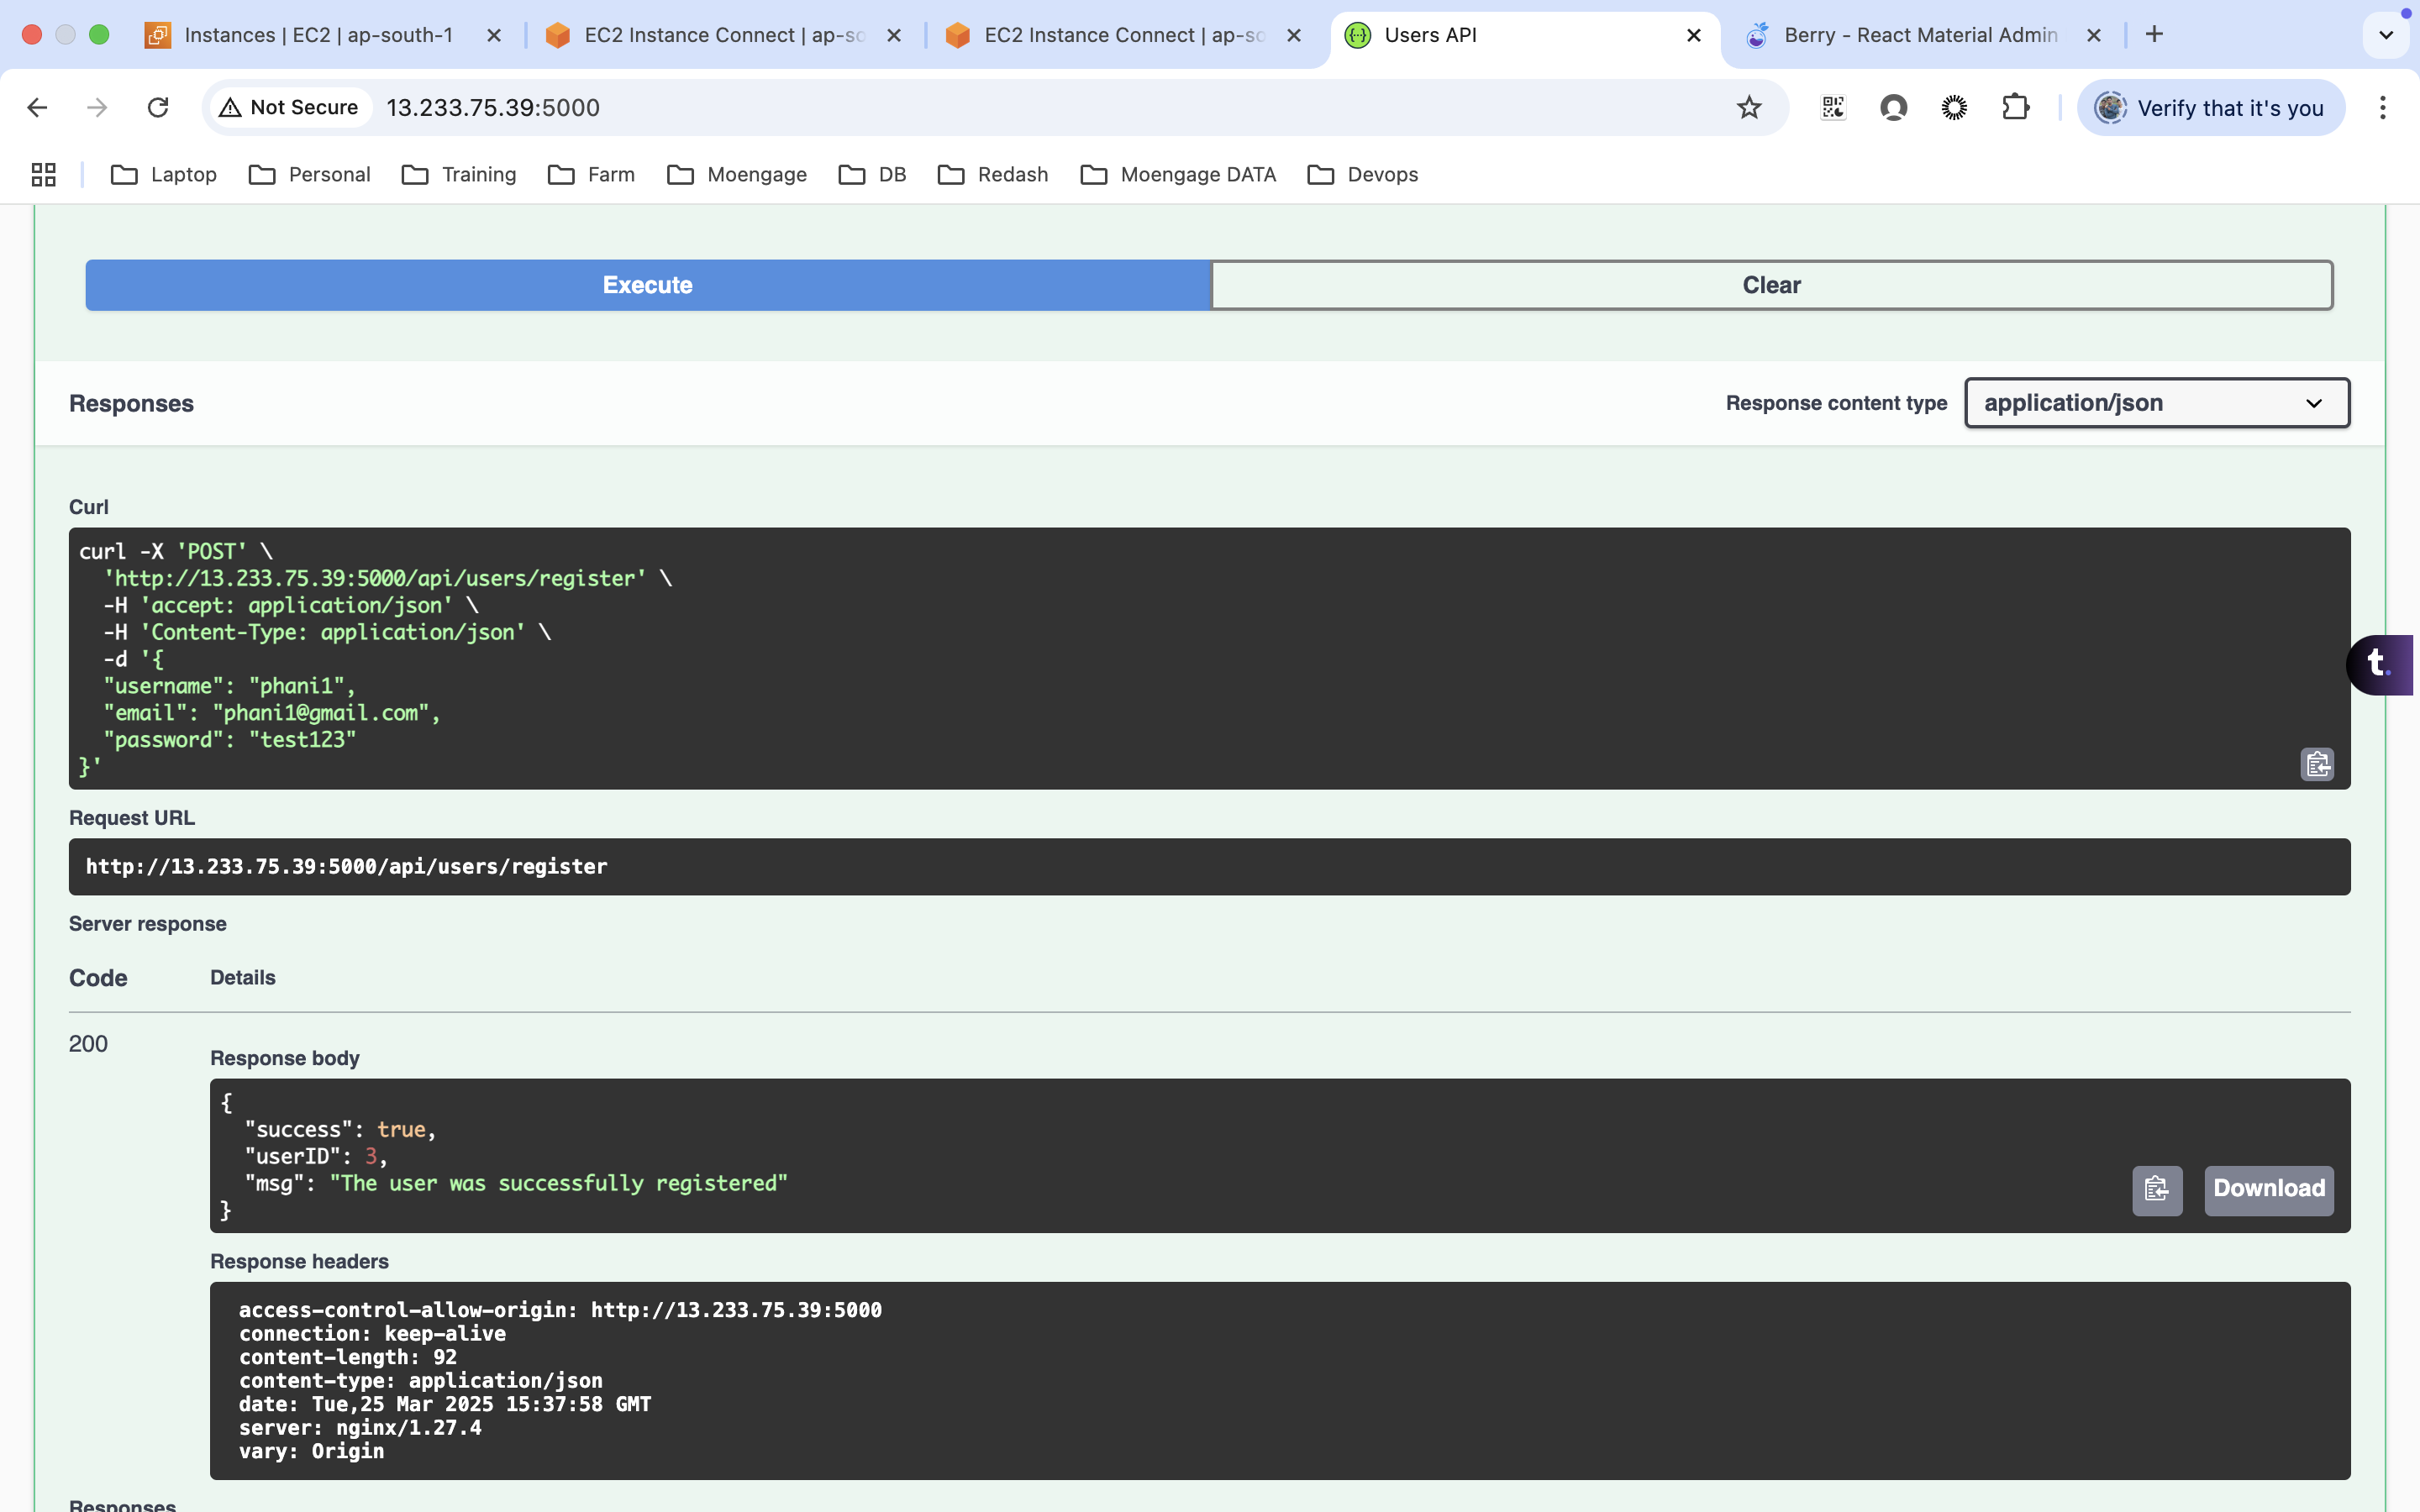 Instances | EC2 | ap-south-1
EC2 Instance Connect | ap-so
EC2 Instance Connect | ap-so
Users API
Berry - React Material Admin
Not Secure
13.233.75.39:5000
Verify that it's you
Laptop
Personal
Training
Farm
Moengage
DB
Redash
Moengage DATA
Devops
Execute
Clear
Responses
Response content type
application/json
Curl
curl -X 'POST' \
'http://13.233.75.39:5000/api/users/register' \
-H 'accept: application/json' \
-H 'Content-Type: application/json' \
-d '{
"username": "phani1",
"email": "phani1@gmail.com",
"password": "test123"
}'
t.
Request URL
http://13.233.75.39:5000/api/users/register
Server response
Code
Details
200
Response body
{
"success": true,
"userID": 3,
"msg": "The user was successfully registered"
}
Download
Response headers
access-control-allow-origin: http://13.233.75.39:5000
connection: keep-alive
content-length: 92
content-type: application/json
date: Tue,25 Mar 2025 15:37:58 GMT
server: nginx/1.27.4
vary: Origin
Responses